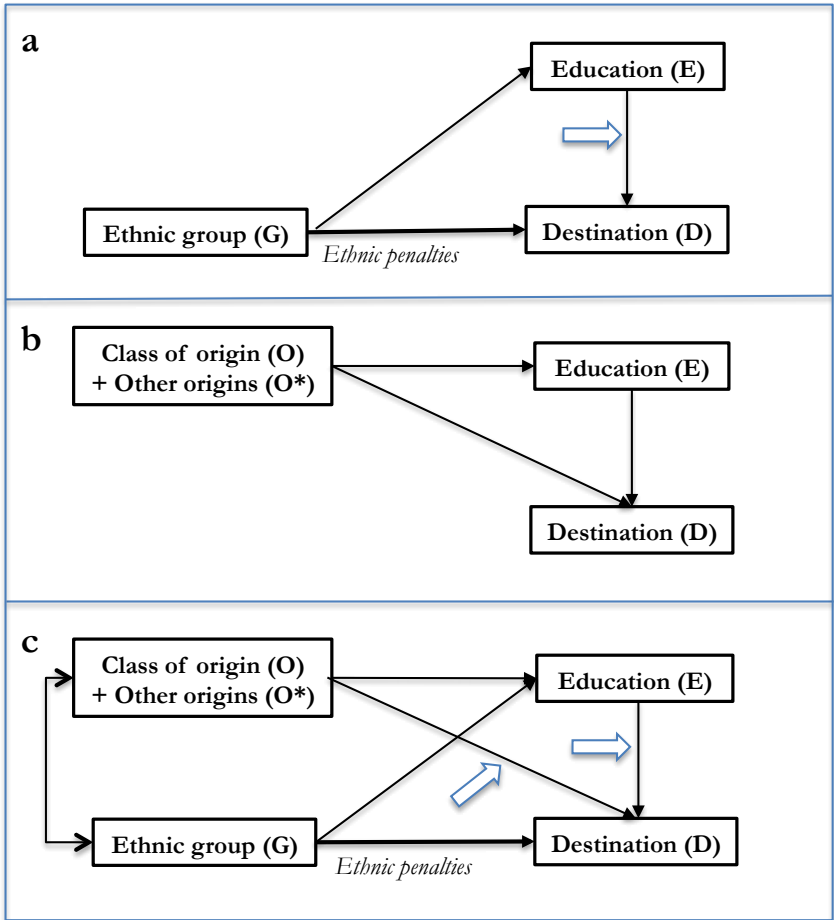 a
Education (E)
Ethnic group (G)
Destination (D)
Ethnic penalties
b
Class of origin (O)
+ Other origins (O*)
Education (E)
Destination (D)
c
Class of origin (O)
+ Other origins (O*)
Education (E)
Ethnic group (G)
Destination (D)
Ethnic penalties